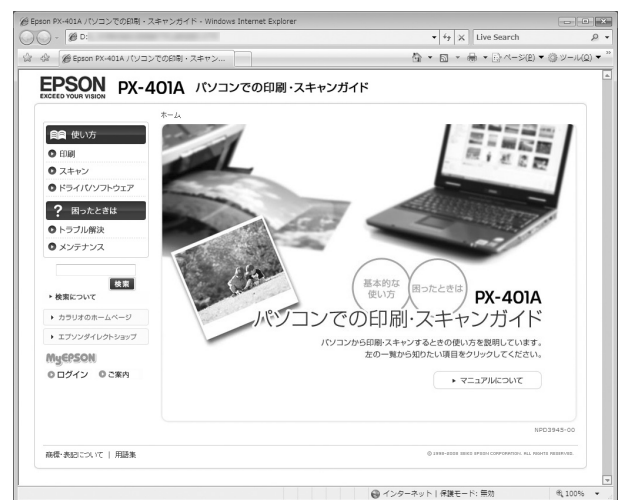 Epson PX-401A パソコンでの印刷・スキャンガイド - Windows Internet Explorer
D:
Live Search
Epson PX-401A パソコンでの印刷・スキャン...
ページ(P)
ツール(O)
EPSON PX-401A パソコンでの印刷・スキャンガイド
EXCEED YOUR VISION
ホーム
使い方
印刷
スキャン
ドライバ/ソフトウェア
? 困ったときは
トラブル解決
メンテナンス
検索
検索について
カラリオのホームページ
エプソンダイレクトショップ
MyEPSON
ログイン ご案内
基本的な
使い方
困ったときは
PX-401A
パソコンでの印刷・スキャンガイド
パソコンから印刷・スキャンするときの使い方を説明しています。
左の一覧から知りたい項目をクリックしてください。
マニュアルについて
NPD3949-00
商標・表記について | 用語集
インターネット | 保護モード: 無効
100%